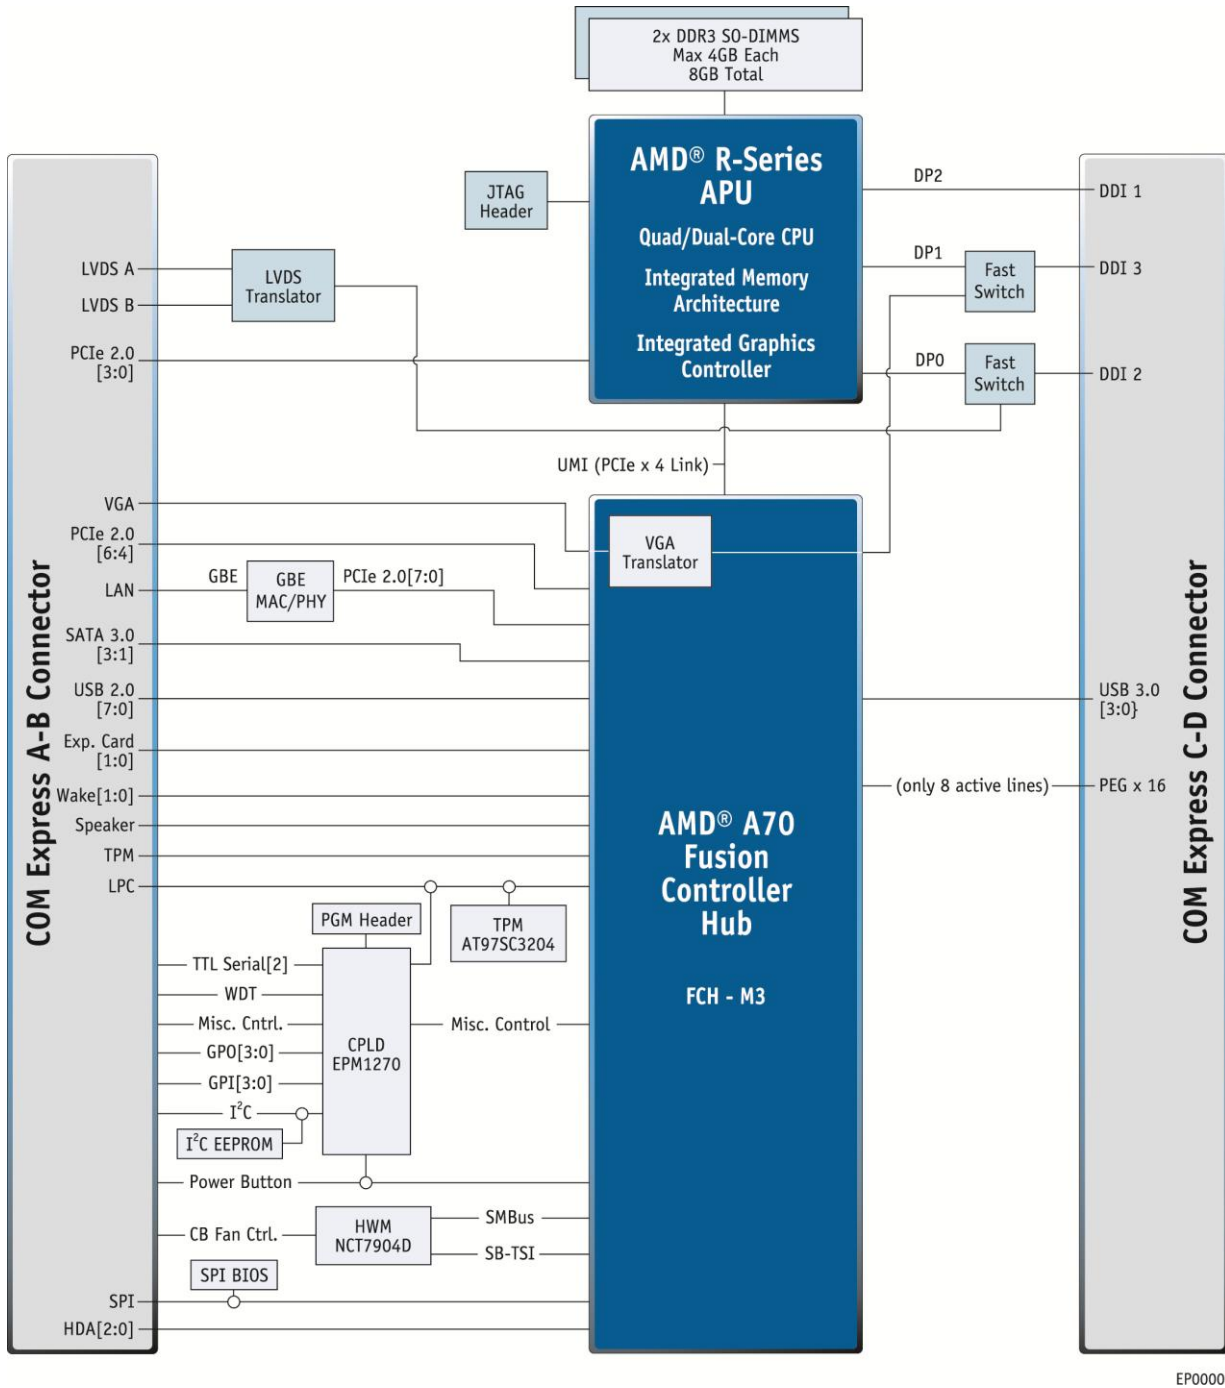 2x DDR3 SO-DIMMS
Max 4GB Each
8GB Total
AMD® R-Series
APU
Quad/Dual-Core CPU
Integrated Memory
Architecture
Integrated Graphics
Controller
JTAG
Header
DP2
DDI 1
DP1
Fast
Switch
DDI 3
DP0
Fast
Switch
DDI 2
LVDS A
LVDS B
LVDS
Translator
PCIe 2.0
[3:0]
UMI (PCIe x 4 Link)
VGA
PCIe 2.0
[6:4]
VGA
Translator
LAN
GBE
GBE
MAC/PHY
PCIe 2.0[7:0]
SATA 3.0
[3:1]
USB 2.0
[7:0]
USB 3.0
[3:0}
Exp. Card
[1:0]
Wake[1:0]
(only 8 active lines)
PEG x 16
Speaker
TPM
LPC
AMD® A70
Fusion
Controller
Hub
FCH - M3
PGM Header
TPM
AT97SC3204
TTL Serial[2]
WDT
Misc. Cntrl.
GPO[3:0]
GPI[3:0]
I²C
I²C EEPROM
CPLD
EPM1270
Misc. Control
Power Button
CB Fan Ctrl.
HWM
NCT7904D
SMBus
SB-TSI
SPI BIOS
SPI
HDA[2:0]
COM Express A-B Connector
COM Express C-D Connector
EP0000